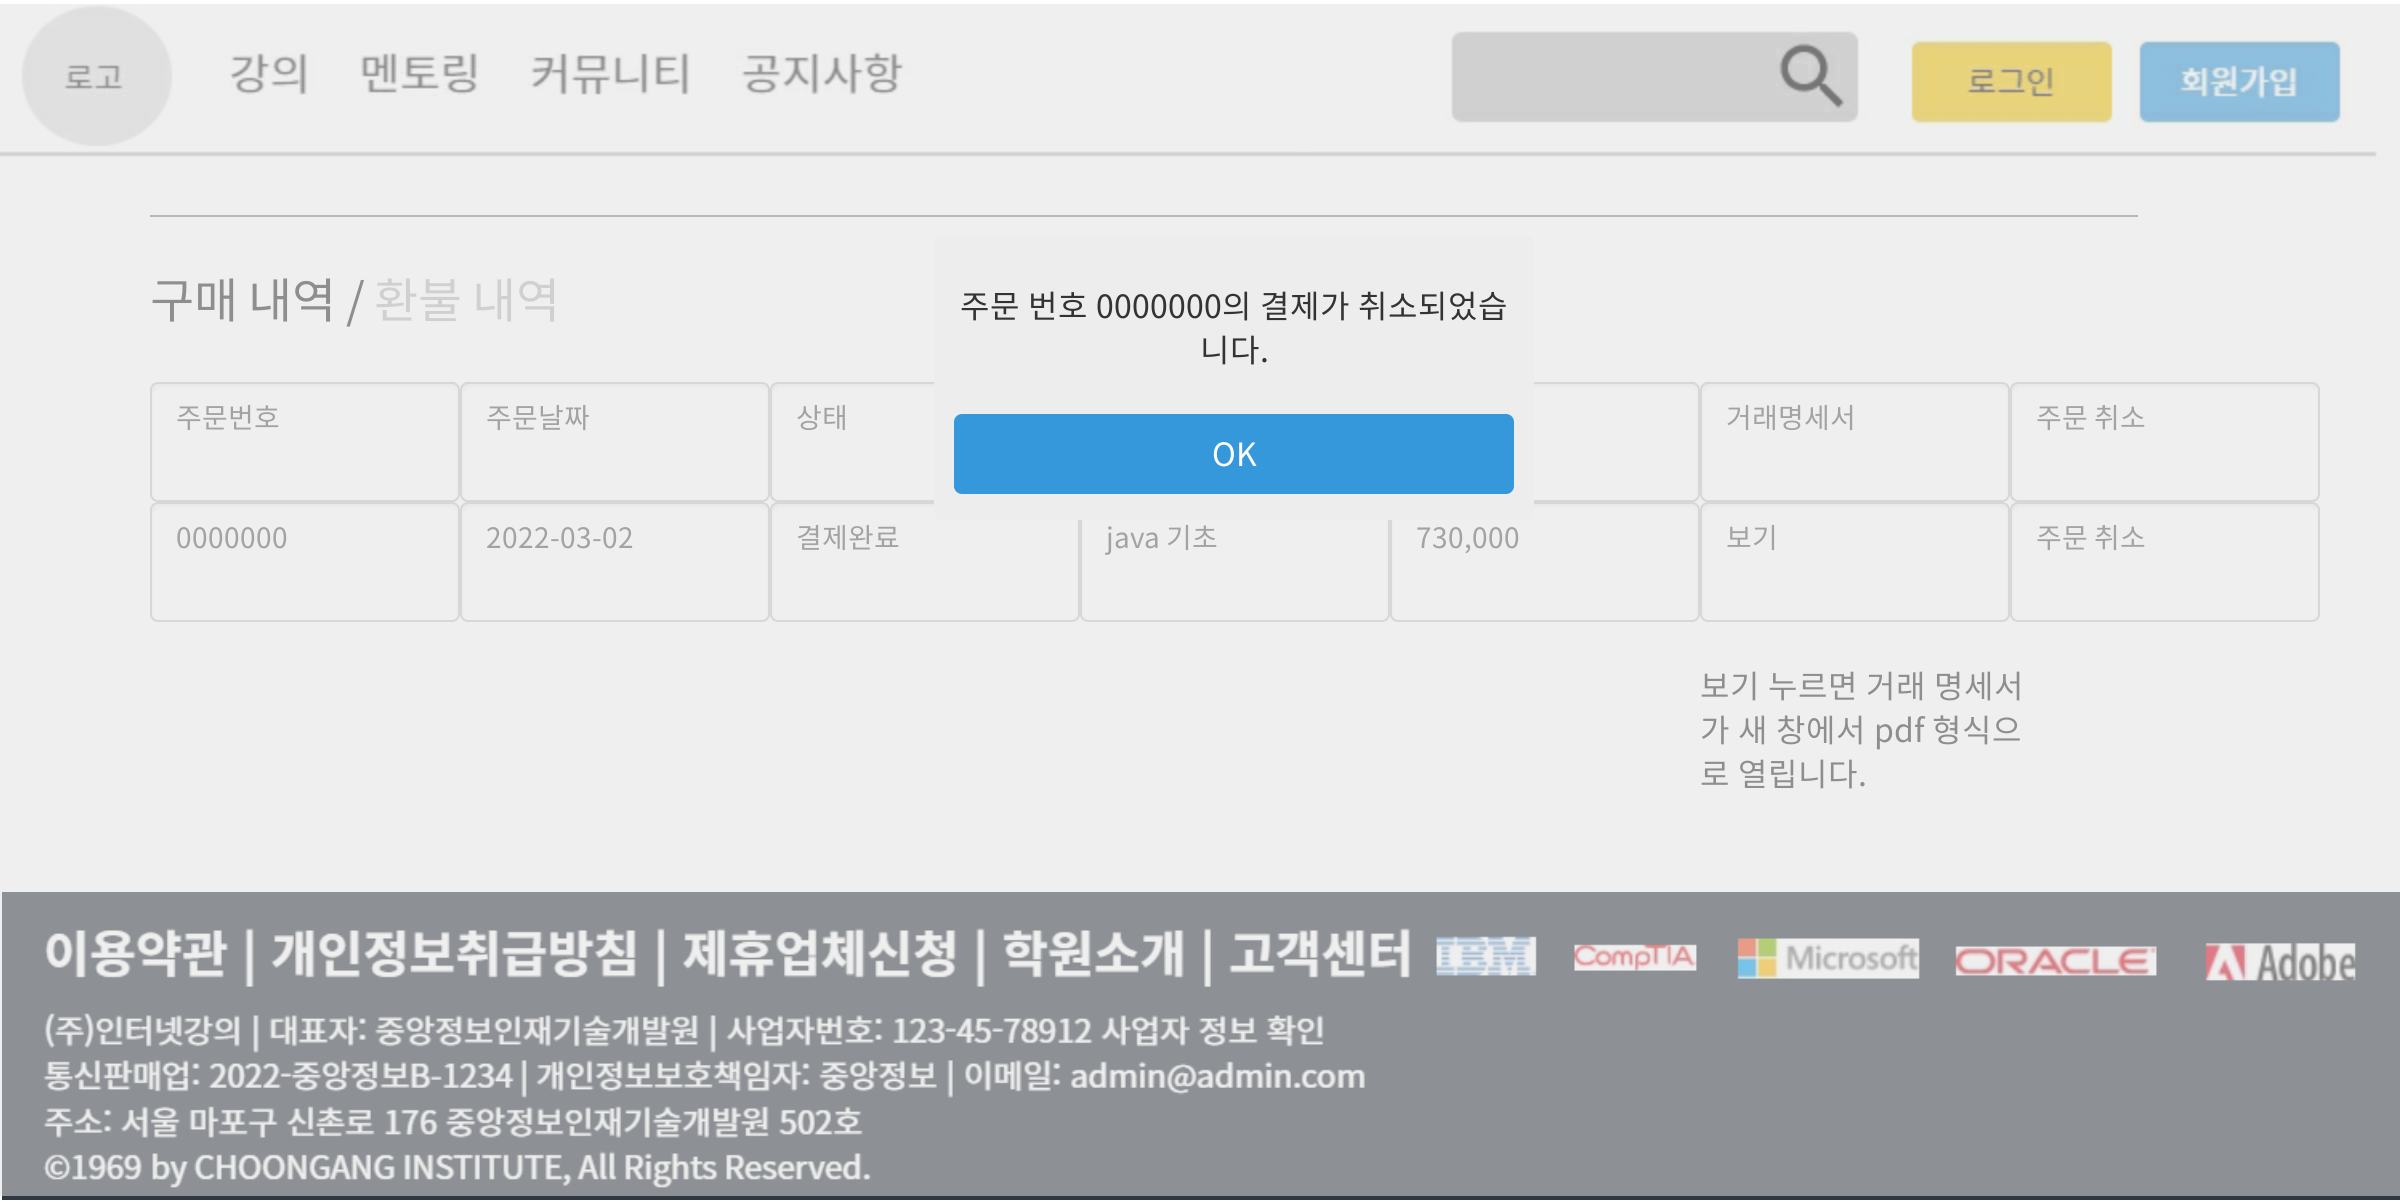 로고
강의 멘토링 커뮤니티 공지사항
로그인
회원가입
구매 내역 / 환불 내역
주문 번호 0000000의 결제가 취소되었습
니다.
OK
주문번호 주문날짜 상태 거래명세서 주문 취소
0000000 2022-03-02 결제완료 java 기초 730,000 보기 주문 취소
보기 누르면 거래 명세서
가 새 창에서 pdf 형식으
로 열립니다.
이용약관 | 개인정보취급방침 | 제휴업체신청 | 학원소개 | 고객센터
IBM CompTIA Microsoft ORACLE Adobe
(주)인터넷강의 | 대표자: 중앙정보인재기술개발원 | 사업자번호: 123-45-78912 사업자 정보 확인
통신판매업: 2022-중앙정보B-1234 | 개인정보보호책임자: 중앙정보 | 이메일: admin@admin.com
주소: 서울 마포구 신촌로 176 중앙정보인재기술개발원 502호
©1969 by CHOONGANG INSTITUTE, All Rights Reserved.